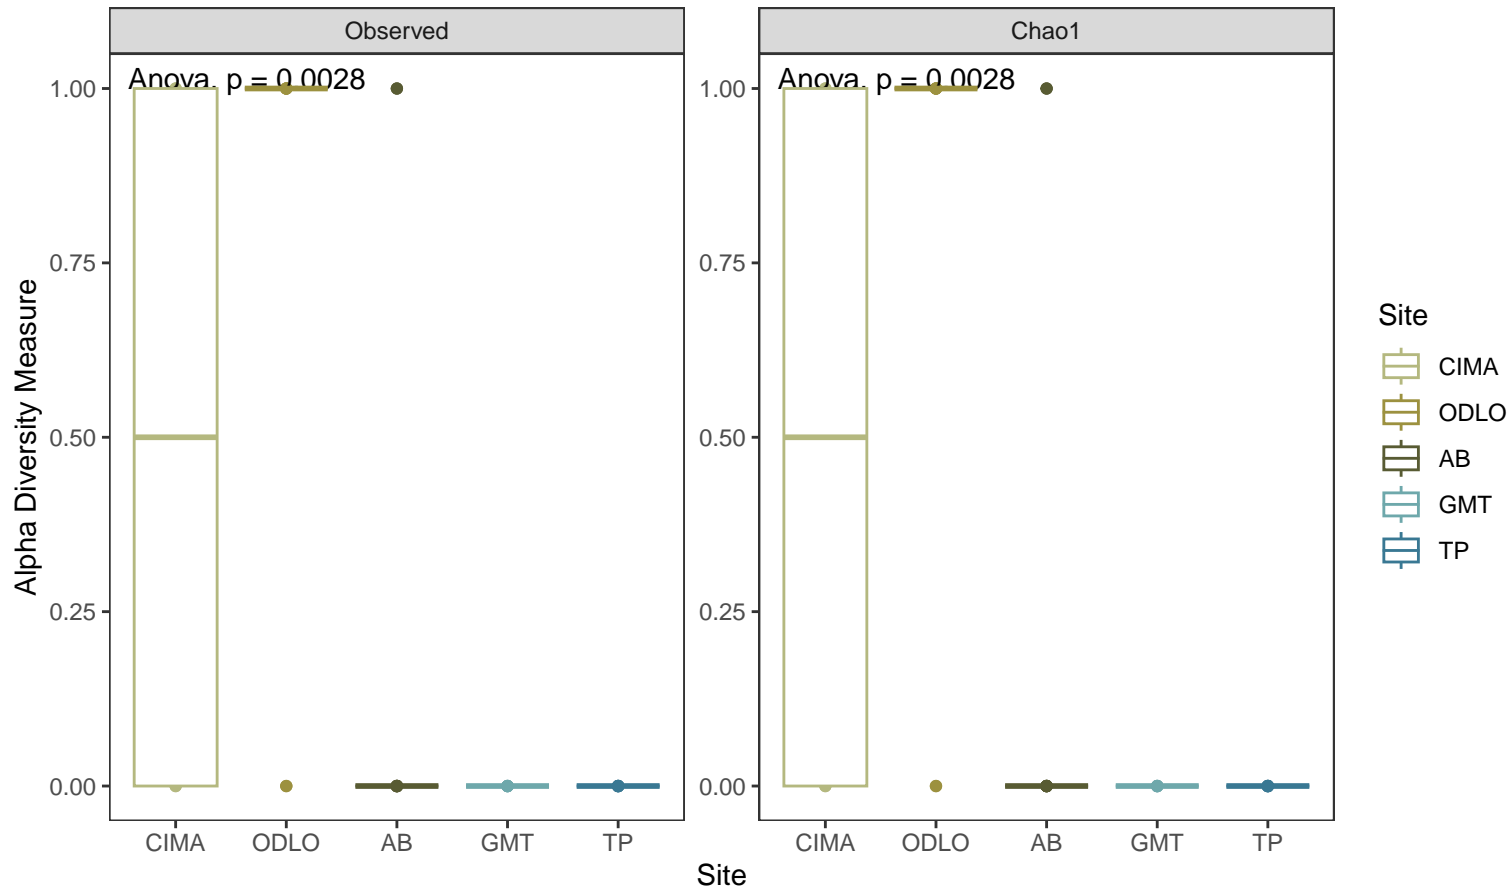 Observed
Chao1
Anova, p = 0.0028
Anova, p = 0.0028
Alpha Diversity Measure
1.00
0.75
0.50
0.25
0.00
1.00
0.75
0.50
0.25
0.00
CIMA ODLO AB GMT TP
CIMA ODLO AB GMT TP
Site
Site
CIMA
ODLO
AB
GMT
TP